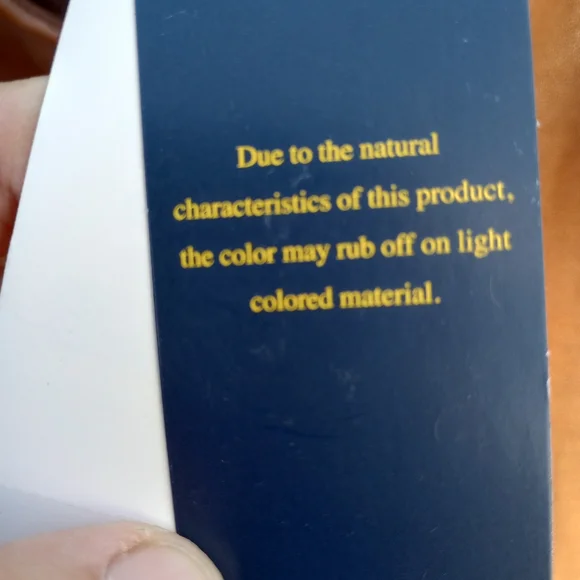 Due to the natural
characteristics of this product,
the color may rub off on light
colored material.